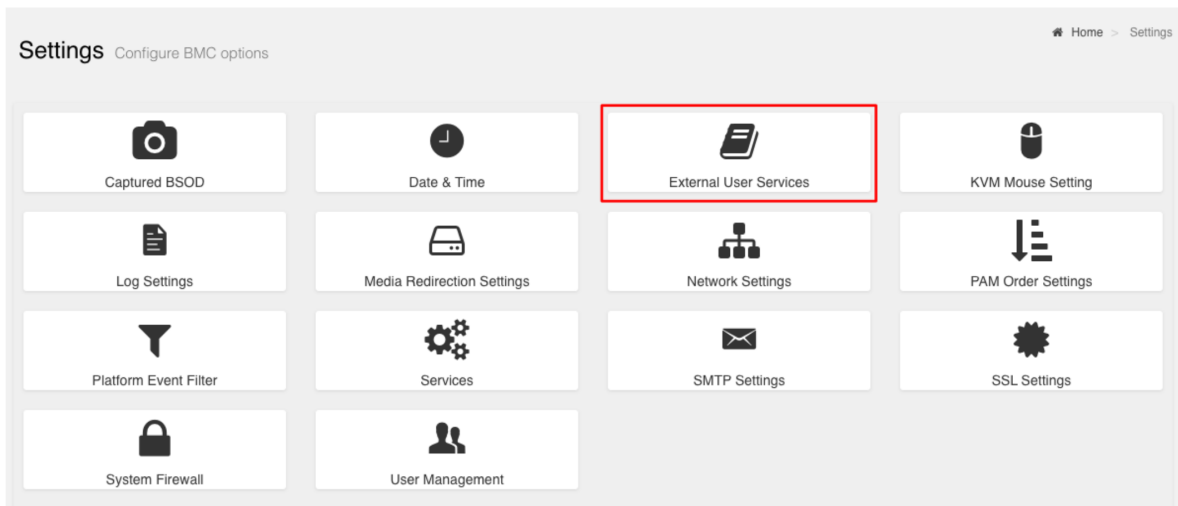 Home > Settings
Settings Configure BMC options
Captured BSOD
Date & Time
External User Services
KVM Mouse Setting
Log Settings
Media Redirection Settings
Network Settings
PAM Order Settings
Platform Event Filter
Services
SMTP Settings
SSL Settings
System Firewall
User Management